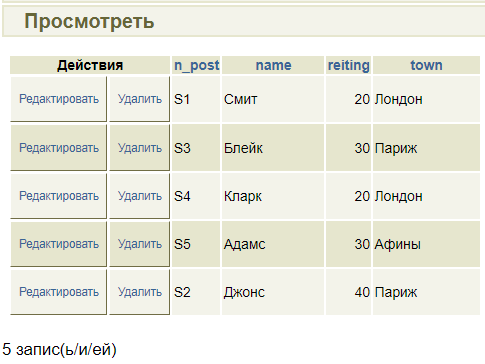 Просмотреть
Действия n_post name reiting town
Редактировать Удалить S1 Смит 20 Лондон
Редактировать Удалить S3 Блейк 30 Париж
Редактировать Удалить S4 Кларк 20 Лондон
Редактировать Удалить S5 Адамс 30 Афины
Редактировать Удалить S2 Джонс 40 Париж
5 запис(ь/и/ей)